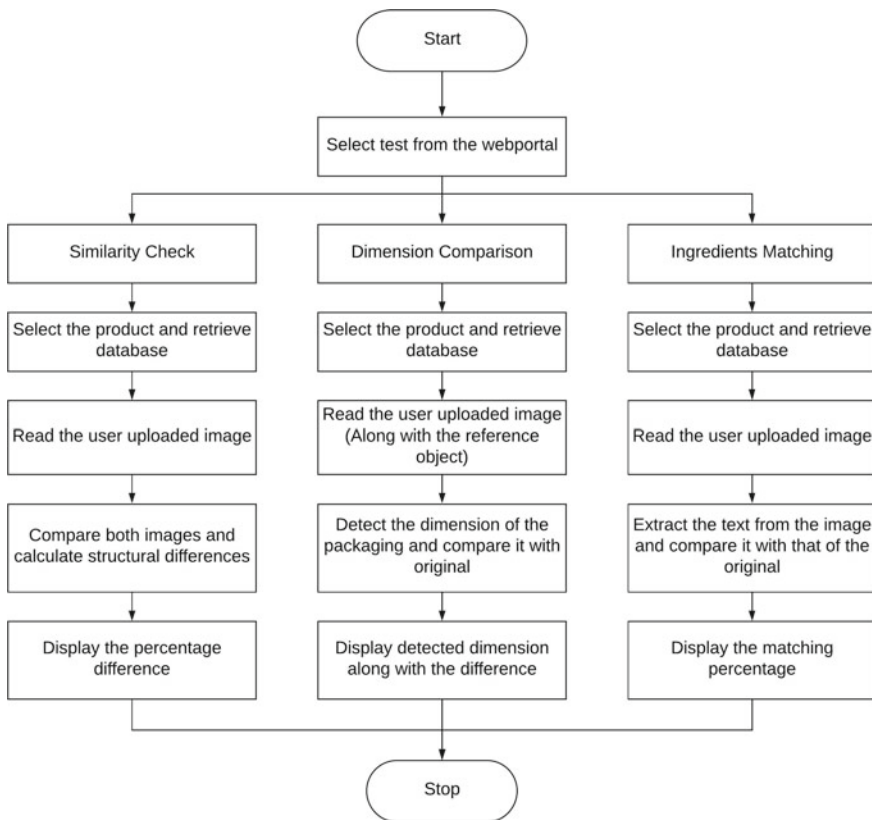 Start
Select test from the webportal
Similarity Check
Dimension Comparison
Ingredients Matching
Select the product and retrieve
database
Select the product and retrieve
database
Select the product and retrieve
database
Read the user uploaded image
Read the user uploaded image
(Along with the reference
object)
Read the user uploaded image
Compare both images and
calculate structural differences
Detect the dimension of the
packaging and compare it with
original
Extract the text from the image
and compare it with that of the
original
Display the percentage
difference
Display detected dimension
along with the difference
Display the matching
percentage
Stop